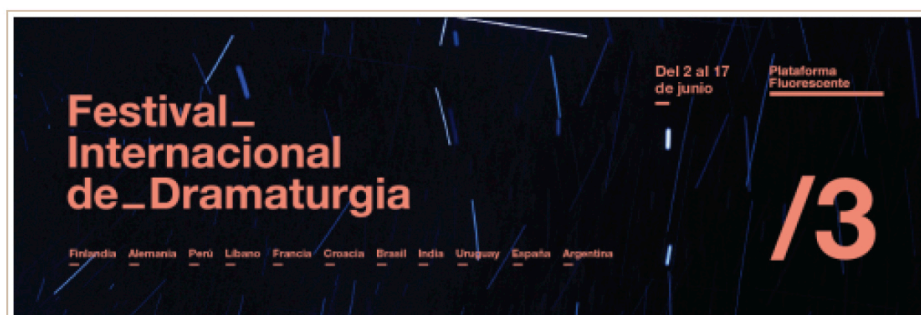 Festival_
Internacional
de_Dramaturgia
Del 2 al 17
de junio
Plataforma
Fluorescente
/3
Finlandia Alemania Perú Líbano Francia Croacia Brasil India Uruguay España Argentina